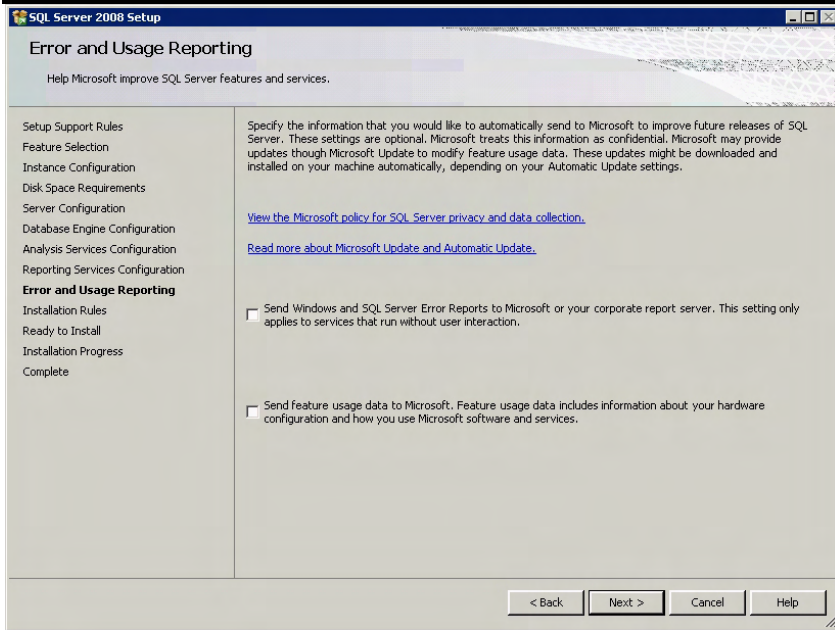 SQL Server 2008 Setup
Error and Usage Reporting
Help Microsoft improve SQL Server features and services.
Setup Support Rules
Feature Selection
Instance Configuration
Disk Space Requirements
Server Configuration
Database Engine Configuration
Analysis Services Configuration
Reporting Services Configuration
Error and Usage Reporting
Installation Rules
Ready to Install
Installation Progress
Complete
Specify the information that you would like to automatically send to Microsoft to improve future releases of SQL
Server. These settings are optional. Microsoft treats this information as confidential. Microsoft may provide
updates though Microsoft Update to modify feature usage data. These updates might be downloaded and
installed on your machine automatically, depending on your Automatic Update settings.
View the Microsoft policy for SQL Server privacy and data collection.
Read more about Microsoft Update and Automatic Update.
Send Windows and SQL Server Error Reports to Microsoft or your corporate report server. This setting only
applies to services that run without user interaction.
Send feature usage data to Microsoft. Feature usage data includes information about your hardware
configuration and how you use Microsoft software and services.
< Back
Next >
Cancel
Help